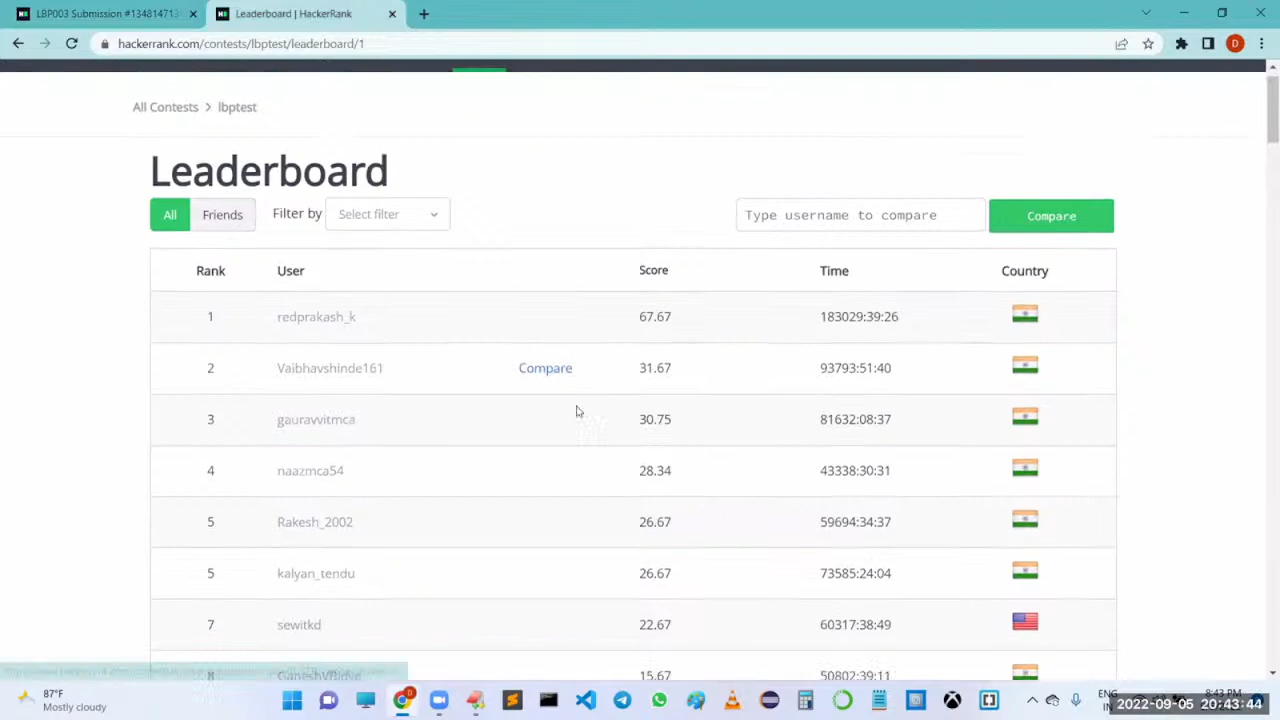 LBP003 Submission #13481471
Leaderboard | HackerRank
hackerrank.com/contests/lbptest/leaderboard/1
D
All Contests > lbptest
Leaderboard
All Friends Filter by Select filter Type username to compare Compare
Rank User Score Time Country
1 redprakash_k 67.67 183029:39:26
2 Vaibhavshinde161 Compare 31.67 93793:51:40
3 gauravvitmca 30.75 81632:08:37
4 naazmca54 28.34 43338:30:31
5 Rakesh_2002 26.67 59694:34:37
5 kalyan_tendu 26.67 73585:24:04
7 sewitkd 22.67 60317:38:49
15.67 50802:39:11
87°F
Mostly cloudy
ENG
IN
8:43 PM
2022-09-05 20:43:44